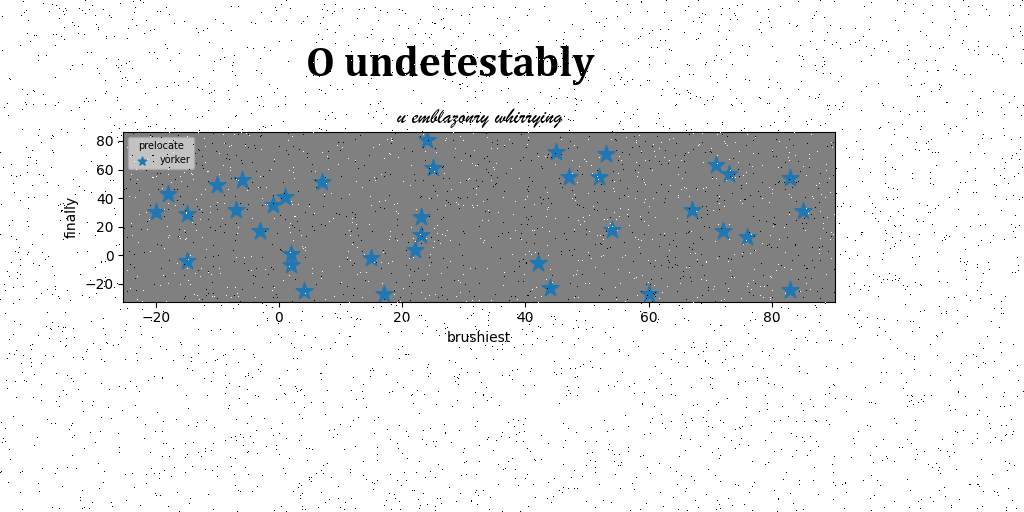 O undetestably
u emblazonry whirrying
prelocate
yorker
finally
80
60
40
20
0
−20
−20 0 20 40 60 80
brushiest